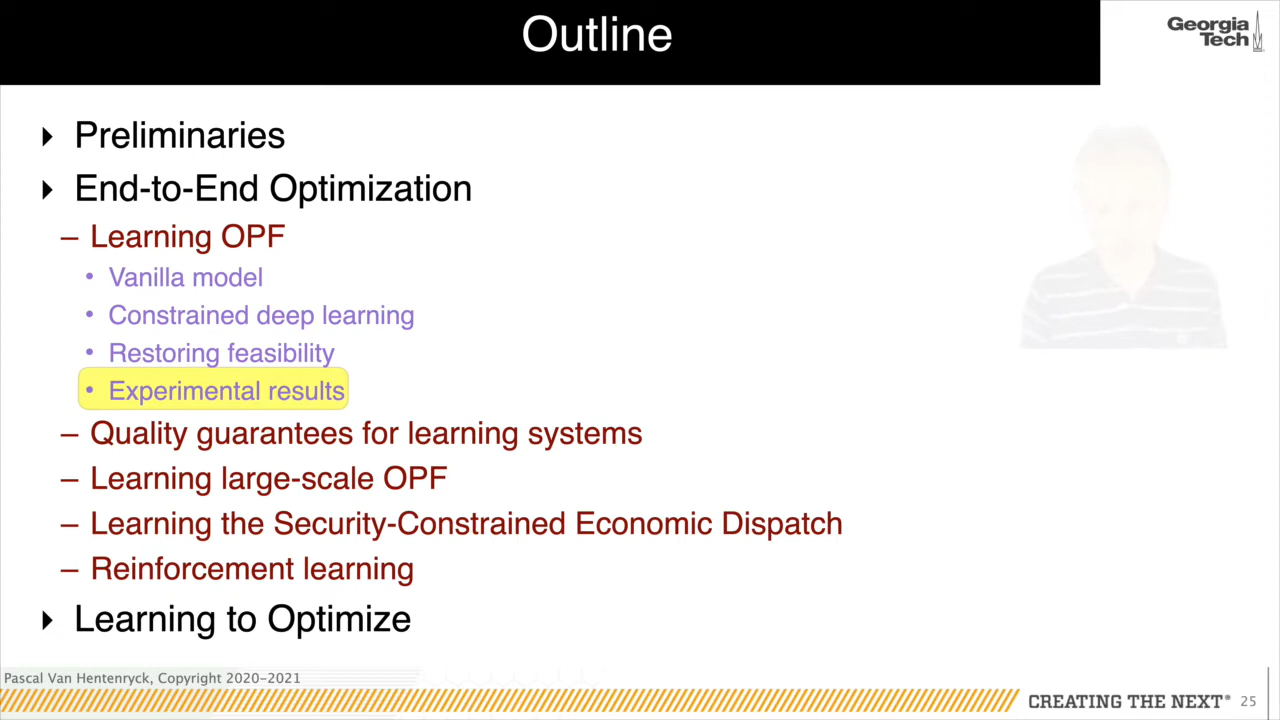 Outline
Georgia
Tech
Preliminaries
End-to-End Optimization
– Learning OPF
• Vanilla model
• Constrained deep learning
• Restoring feasibility
• Experimental results
– Quality guarantees for learning systems
– Learning large-scale OPF
– Learning the Security-Constrained Economic Dispatch
– Reinforcement learning
Learning to Optimize
Pascal Van Hentenryck, Copyright 2020-2021
CREATING THE NEXT® 25